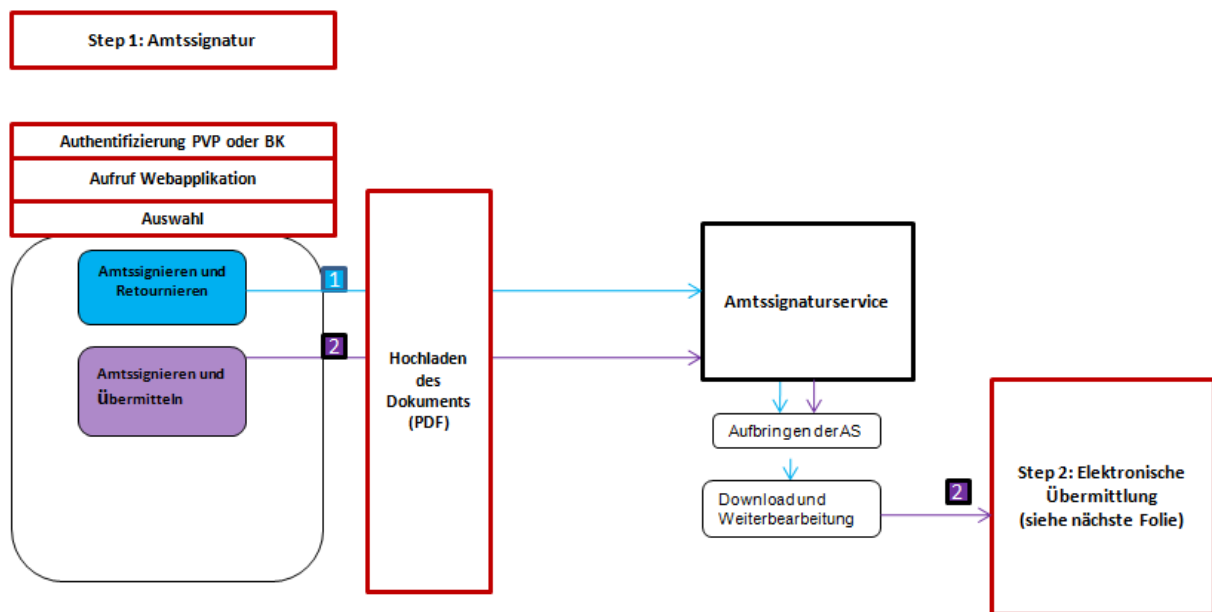 Step 1: Amtssignatur
Authentifizierung PVP oder BK
Aufruf Webapplikation
Auswahl
Amtssignieren und
Retournieren
1
Amtssignieren und
Übermitteln
2
Hochladen
des
Dokuments
(PDF)
Amtssignaturservice
Aufbringen der AS
Download und
Weiterbearbeitung
2
Step 2: Elektronische
Übermittlung
(siehe nächste Folie)